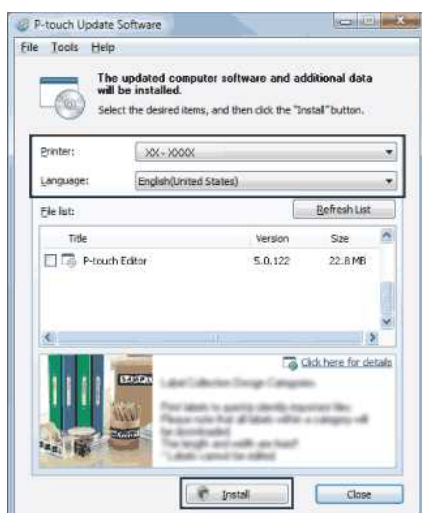 P-touch Update Software
File Tools Help
The updated computer software and additional data
will be installed.
Select the desired items, and then click the "Install" button.
Printer: XX-XXXX
Language: English(United States)
File list: Refresh List
Title Version Size
P-touch Editor 5.0.122 22.8 MB
Click here for details
Label Collection Design Categories
Install Close